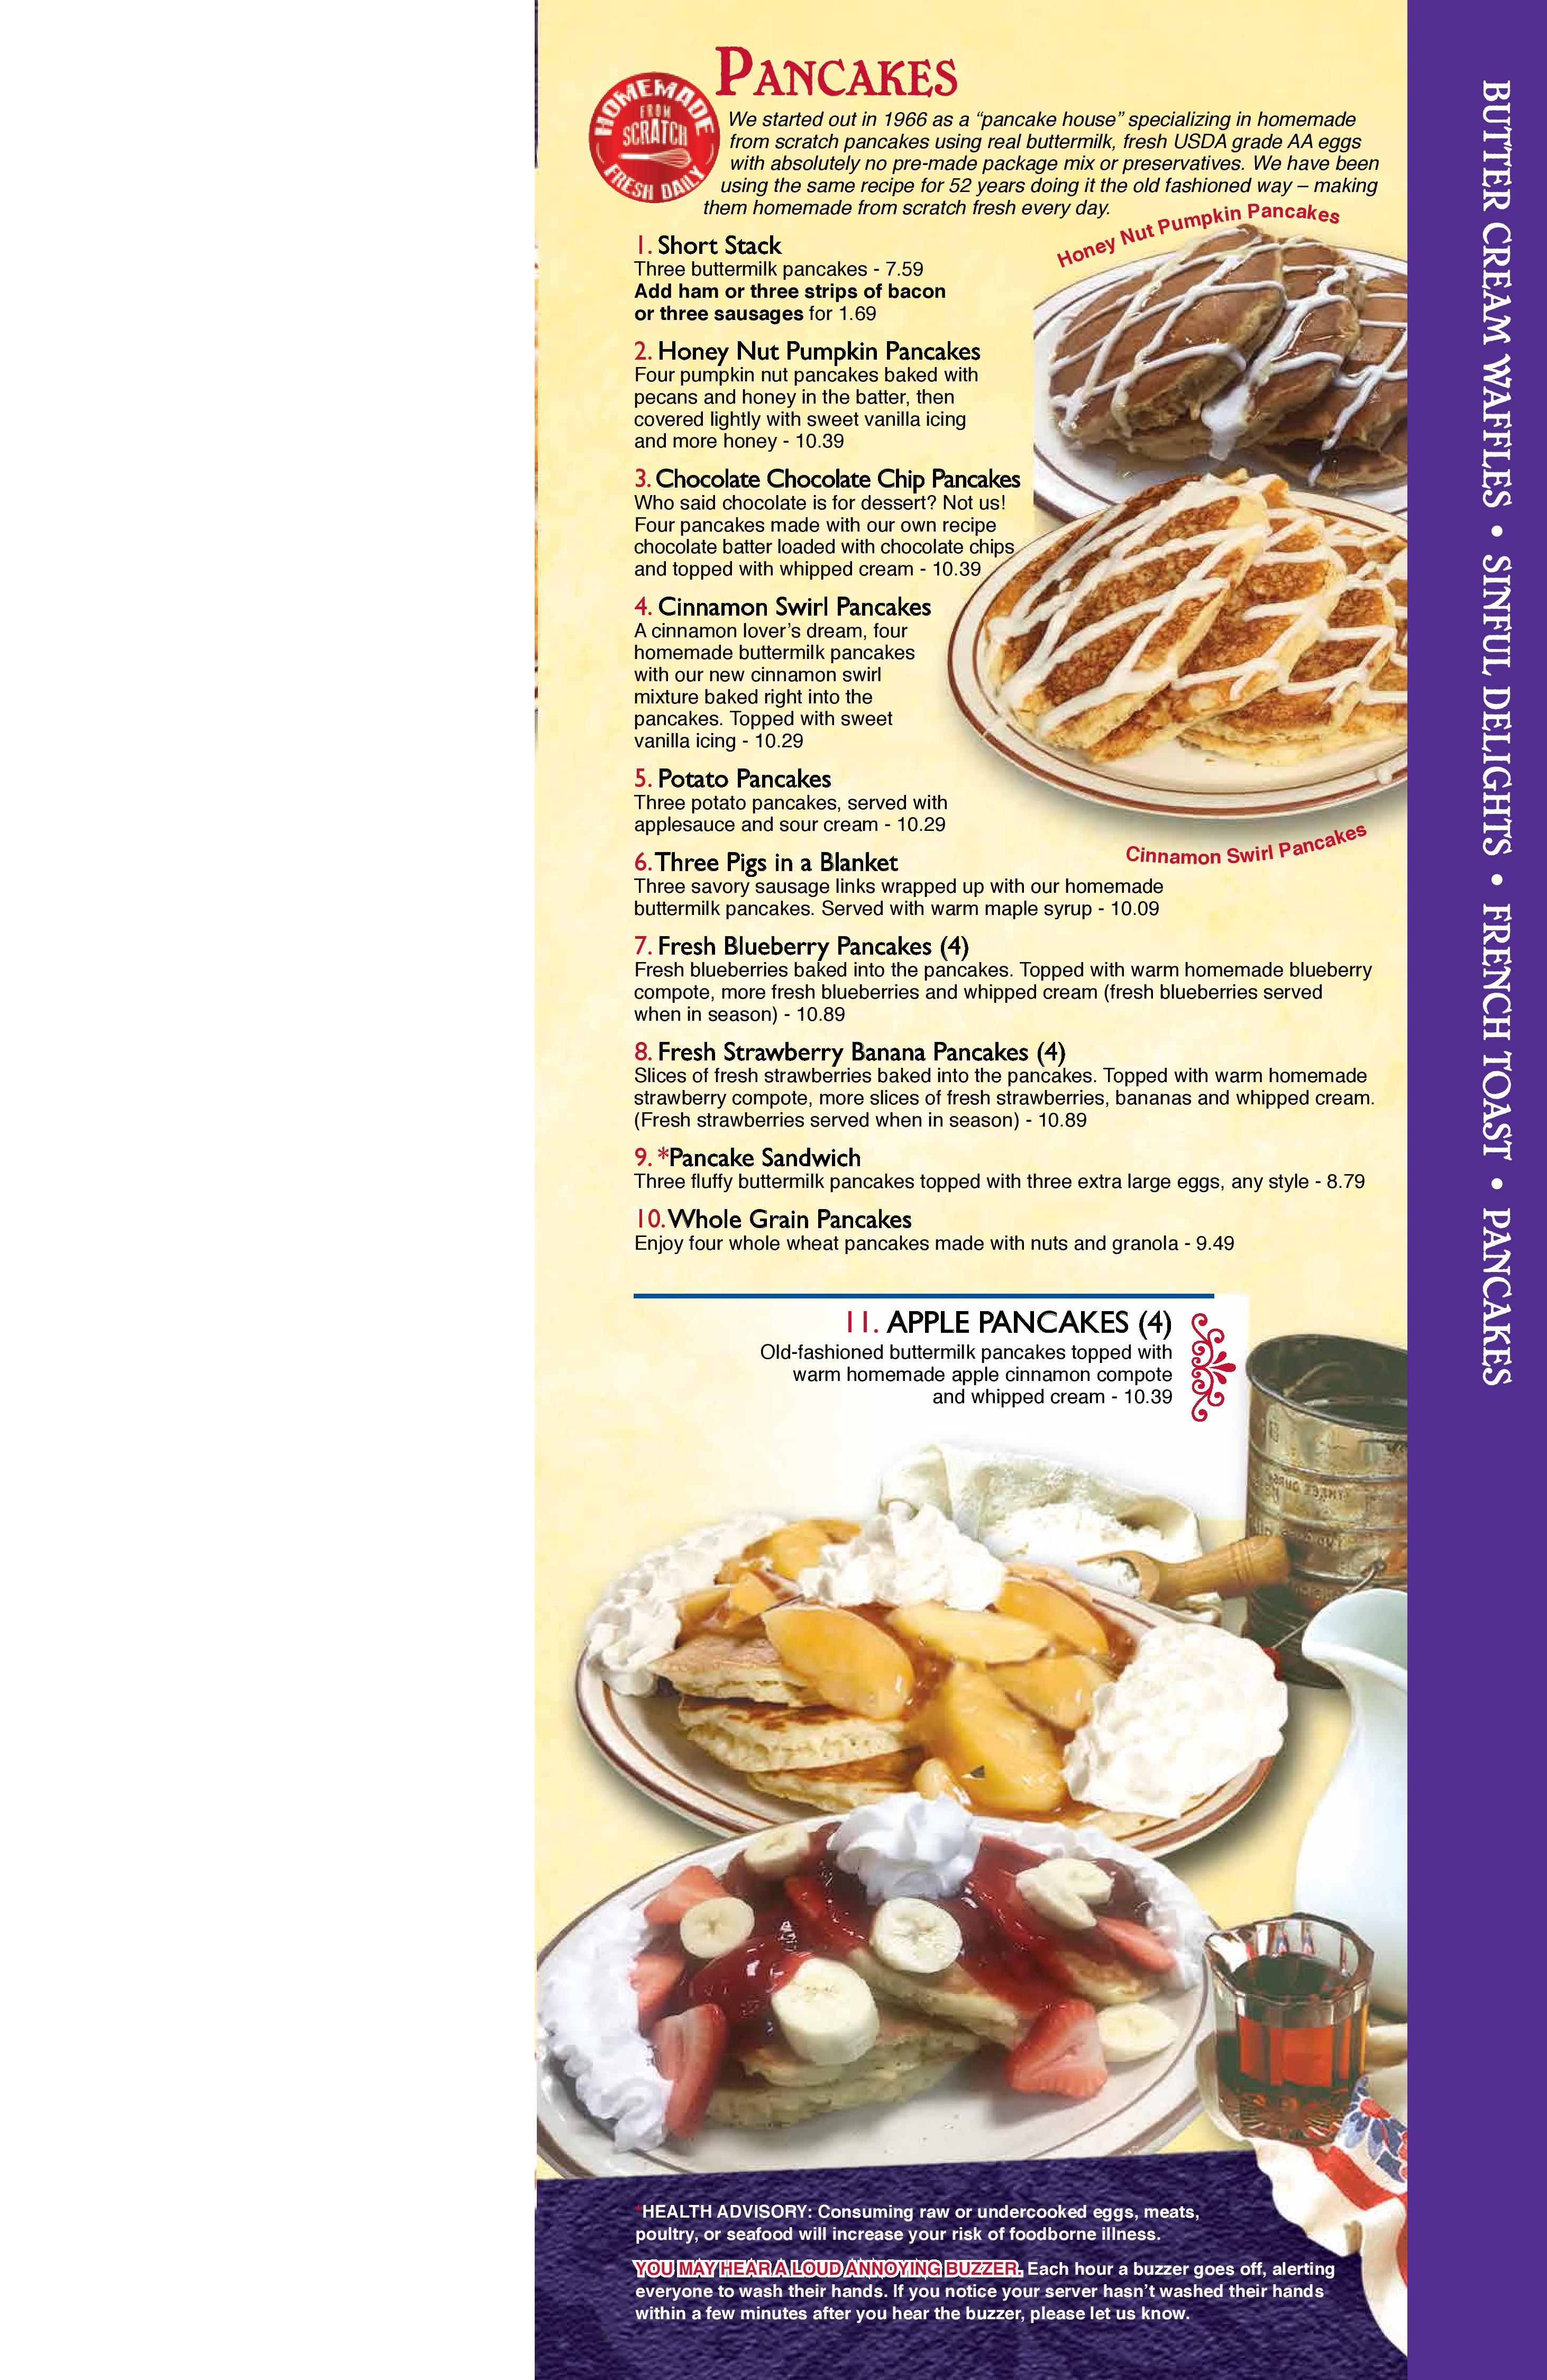 PANCAKES
HOMEMADE
FROM
SCRATCH
FRESH DAILY
We started out in 1966 as a “pancake house” specializing in homemade
from scratch pancakes using real buttermilk, fresh USDA grade AA eggs
with absolutely no pre-made package mix or preservatives. We have been
using the same recipe for 52 years doing it the old fashioned way – making
them homemade from scratch fresh every day.
Honey Nut Pumpkin Pancakes
1. Short Stack
Three buttermilk pancakes - 7.59
Add ham or three strips of bacon
or three sausages for 1.69
2. Honey Nut Pumpkin Pancakes
Four pumpkin nut pancakes baked with
pecans and honey in the batter, then
covered lightly with sweet vanilla icing
and more honey - 10.39
3. Chocolate Chocolate Chip Pancakes
Who said chocolate is for dessert? Not us!
Four pancakes made with our own recipe
chocolate batter loaded with chocolate chips
and topped with whipped cream - 10.39
4. Cinnamon Swirl Pancakes
A cinnamon lover’s dream, four
homemade buttermilk pancakes
with our new cinnamon swirl
mixture baked right into the
pancakes. Topped with sweet
vanilla icing - 10.29
5. Potato Pancakes
Three potato pancakes, served with
applesauce and sour cream - 10.29
Cinnamon Swirl Pancakes
6. Three Pigs in a Blanket
Three savory sausage links wrapped up with our homemade
buttermilk pancakes. Served with warm maple syrup - 10.09
7. Fresh Blueberry Pancakes (4)
Fresh blueberries baked into the pancakes. Topped with warm homemade blueberry
compote, more fresh blueberries and whipped cream (fresh blueberries served
when in season) - 10.89
8. Fresh Strawberry Banana Pancakes (4)
Slices of fresh strawberries baked into the pancakes. Topped with warm homemade
strawberry compote, more slices of fresh strawberries, bananas and whipped cream.
(Fresh strawberries served when in season) - 10.89
9. *Pancake Sandwich
Three fluffy buttermilk pancakes topped with three extra large eggs, any style - 8.79
10. Whole Grain Pancakes
Enjoy four whole wheat pancakes made with nuts and granola - 9.49
11. APPLE PANCAKES (4)
Old-fashioned buttermilk pancakes topped with
warm homemade apple cinnamon compote
and whipped cream - 10.39
*HEALTH ADVISORY: Consuming raw or undercooked eggs, meats,
poultry, or seafood will increase your risk of foodborne illness.
YOU MAY HEAR A LOUD ANNOYING BUZZER. Each hour a buzzer goes off, alerting
everyone to wash their hands. If you notice your server hasn’t washed their hands
within a few minutes after you hear the buzzer, please let us know.
BUTTER CREAM WAFFLES • SINFUL DELIGHTS • FRENCH TOAST • PANCAKES